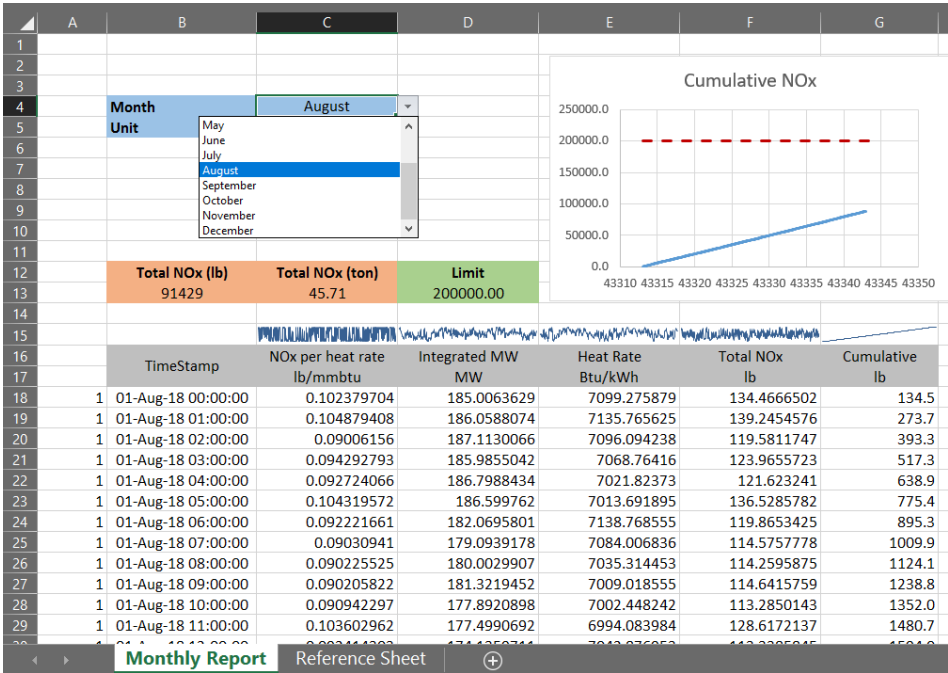 A B C D E F G
1
2
3
Cumulative NOx
4 Month August
5 Unit
May
June
July
August
September
October
November
December
6
7
8
9
10
11
250000.0
200000.0
150000.0
100000.0
50000.0
0.0
43310 43315 43320 43325 43330 43335 43340 43345 43350
12 Total NOx (lb) Total NOx (ton) Limit
13 91429 45.71 200000.00
14
15
16 TimeStamp NOx per heat rate Integrated MW Heat Rate Total NOx Cumulative
17 lb/mmbtu MW Btu/kWh lb lb
18 1 01-Aug-18 00:00:00 0.102379704 185.0063629 7099.275879 134.4666502 134.5
19 1 01-Aug-18 01:00:00 0.104879408 186.0588074 7135.765625 139.2454576 273.7
20 1 01-Aug-18 02:00:00 0.09006156 187.1130066 7096.094238 119.5811747 393.3
21 1 01-Aug-18 03:00:00 0.094292793 185.9855042 7068.76416 123.9655723 517.3
22 1 01-Aug-18 04:00:00 0.092724066 186.7988434 7021.82373 121.623241 638.9
23 1 01-Aug-18 05:00:00 0.104319572 186.599762 7013.691895 136.5285782 775.4
24 1 01-Aug-18 06:00:00 0.092221661 182.0695801 7138.768555 119.8653425 895.3
25 1 01-Aug-18 07:00:00 0.09030941 179.0939178 7084.006836 114.5757778 1009.9
26 1 01-Aug-18 08:00:00 0.090225525 180.0029907 7035.314453 114.2595875 1124.1
27 1 01-Aug-18 09:00:00 0.090205822 181.3219452 7009.018555 114.6415759 1238.8
28 1 01-Aug-18 10:00:00 0.090942297 177.8920898 7002.448242 113.2850143 1352.0
29 1 01-Aug-18 11:00:00 0.103602962 177.4990692 6994.083984 128.6172137 1480.7
Monthly Report Reference Sheet